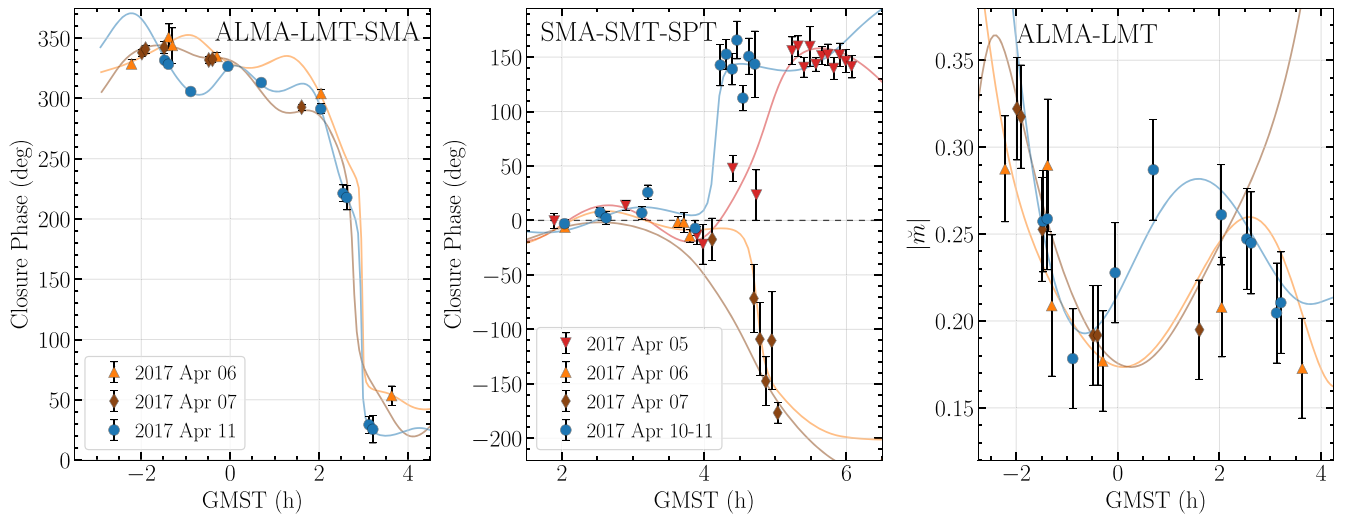 ALMA-LMT-SMA
Closure Phase (deg)
350
300
250
200
150
100
50
0
2017 Apr 06
2017 Apr 07
2017 Apr 11
−2
0
2
4
GMST (h)
SMA-SMT-SPT
Closure Phase (deg)
150
100
50
0
−50
−100
−150
−200
2017 Apr 05
2017 Apr 06
2017 Apr 07
2017 Apr 10-11
2
4
6
GMST (h)
ALMA-LMT
|m̆|
0.35
0.30
0.25
0.20
0.15
−2
0
2
4
GMST (h)